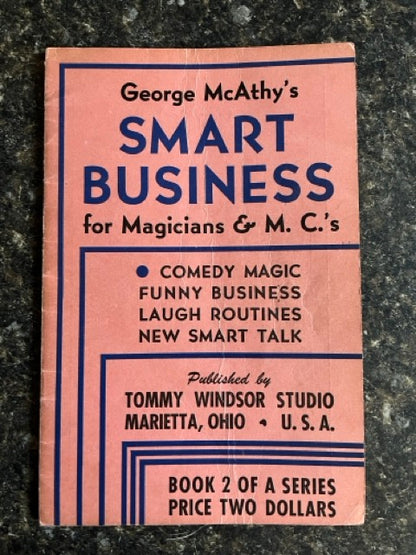 George McAthy's
SMART
BUSINESS
for Magicians & M. C.'s
• COMEDY MAGIC
FUNNY BUSINESS
LAUGH ROUTINES
NEW SMART TALK
Published by
TOMMY WINDSOR STUDIO
MARIETTA, OHIO • U. S. A.
BOOK 2 OF A SERIES
PRICE TWO DOLLARS